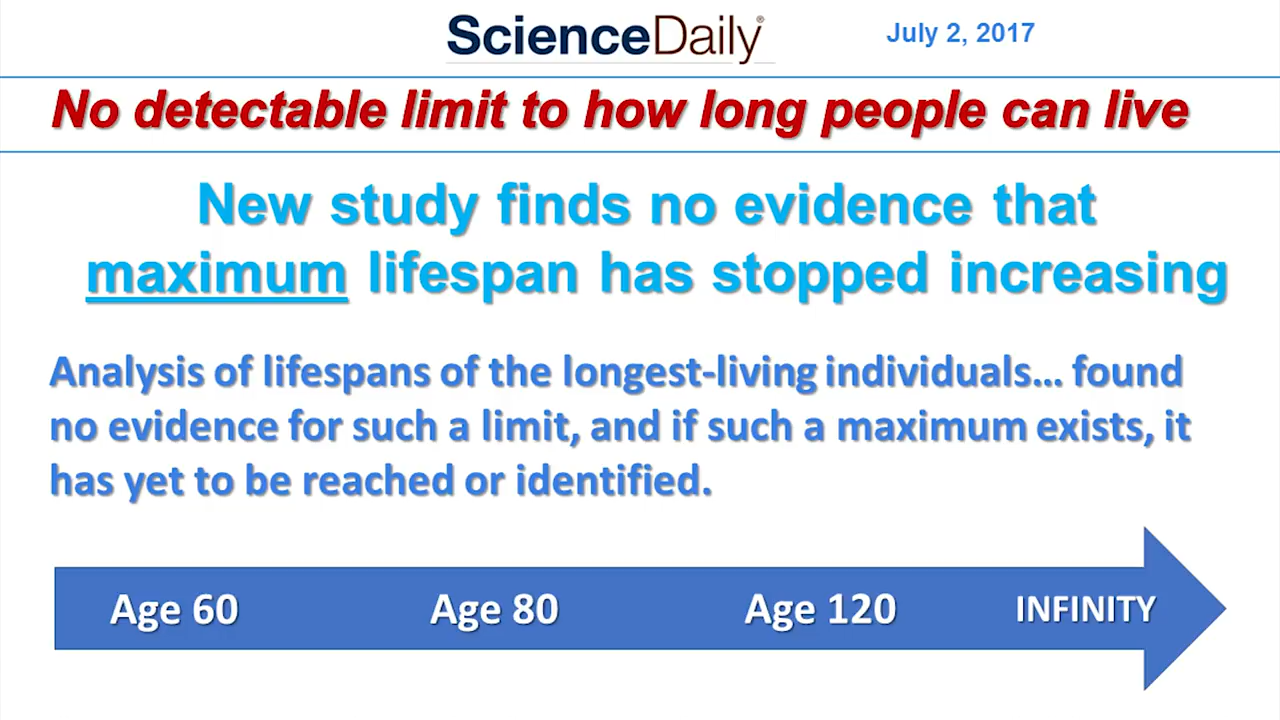 ScienceDaily®
July 2, 2017
No detectable limit to how long people can live
New study finds no evidence that
maximum lifespan has stopped increasing
Analysis of lifespans of the longest-living individuals... found
no evidence for such a limit, and if such a maximum exists, it
has yet to be reached or identified.
Age 60 Age 80 Age 120 INFINITY